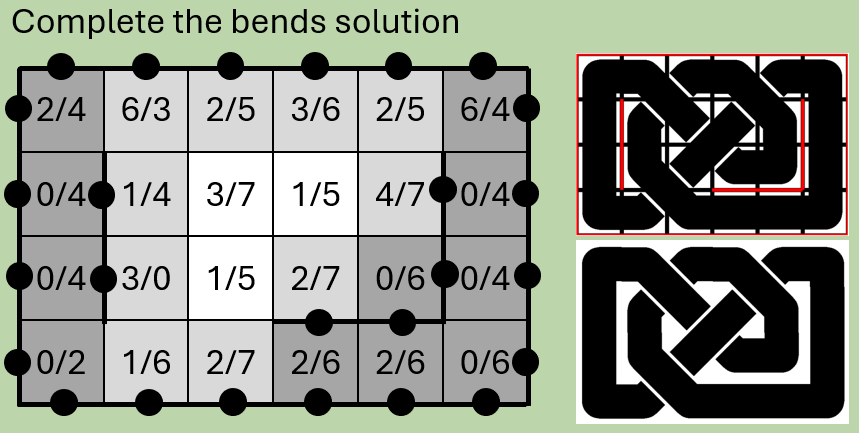 Complete the bends solution
2/4 6/3 2/5 3/6 2/5 6/4
0/4 1/4 3/7 1/5 4/7 0/4
0/4 3/0 1/5 2/7 0/6 0/4
0/2 1/6 2/7 2/6 2/6 0/6